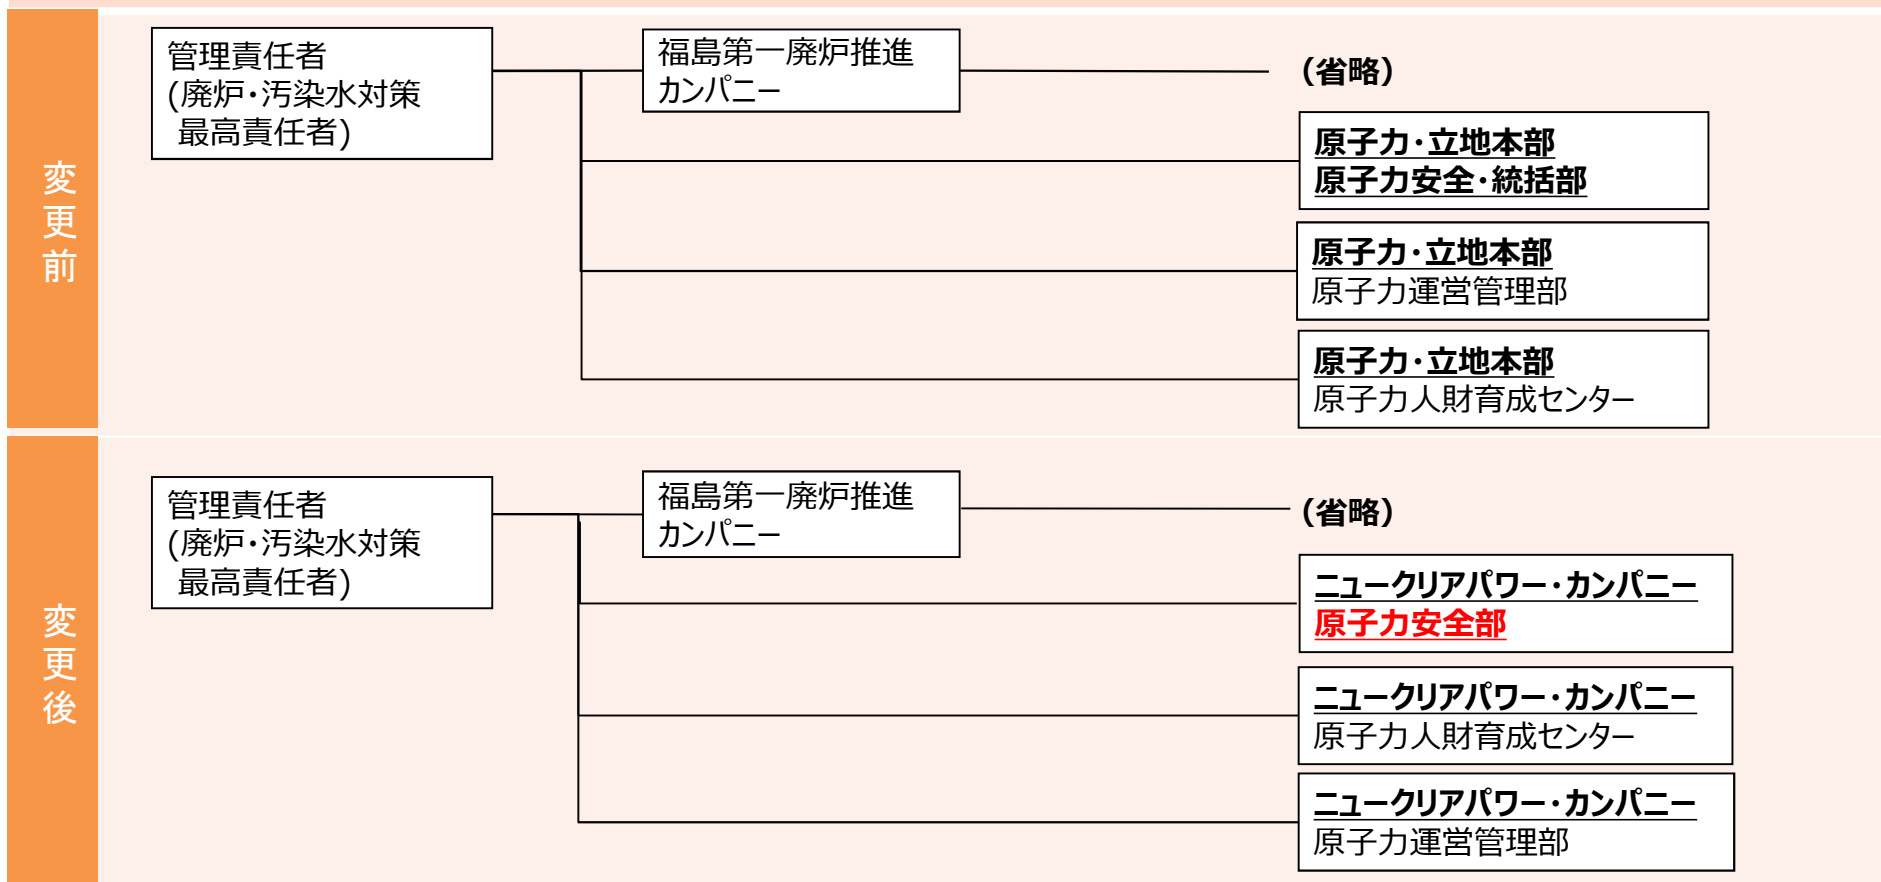 変更前
管理責任者
(廃炉・汚染水対策
最高責任者)
福島第一廃炉推進
カンパニー
(省略)
原子力・立地本部
原子力安全・統括部
原子力・立地本部
原子力運営管理部
原子力・立地本部
原子力人財育成センター
変更後
管理責任者
(廃炉・汚染水対策
最高責任者)
福島第一廃炉推進
カンパニー
(省略)
ニュークリアパワー・カンパニー
原子力安全部
ニュークリアパワー・カンパニー
原子力人財育成センター
ニュークリアパワー・カンパニー
原子力運営管理部